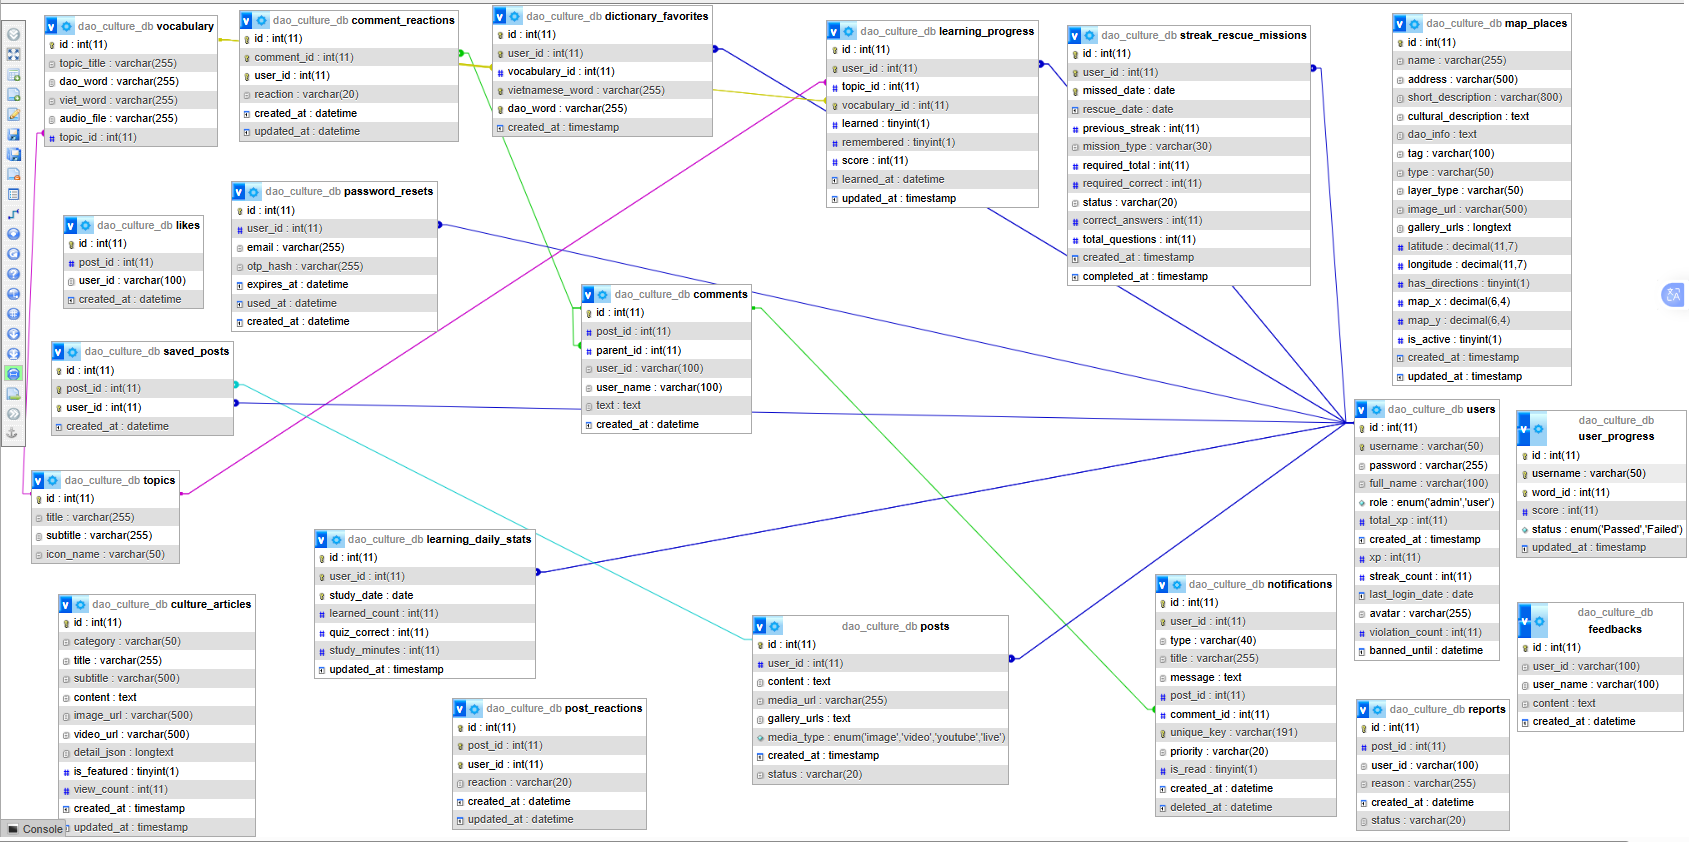 dao_culture_db vocabulary
id : int(11)
topic_title : varchar(255)
dao_word : varchar(255)
viet_word : varchar(255)
audio_file : varchar(255)
topic_id : int(11)
dao_culture_db comment_reactions
id : int(11)
comment_id : int(11)
user_id : int(11)
reaction : varchar(20)
created_at : datetime
updated_at : datetime
dao_culture_db dictionary_favorites
id : int(11)
user_id : int(11)
vocabulary_id : int(11)
vietnamese_word : varchar(255)
dao_word : varchar(255)
created_at : timestamp
dao_culture_db learning_progress
id : int(11)
user_id : int(11)
topic_id : int(11)
vocabulary_id : int(11)
learned : tinyint(1)
remembered : tinyint(1)
score : int(11)
learned_at : datetime
updated_at : timestamp
dao_culture_db streak_rescue_missions
id : int(11)
user_id : int(11)
missed_date : date
rescue_date : date
previous_streak : int(11)
mission_type : varchar(30)
required_total : int(11)
required_correct : int(11)
status : varchar(20)
correct_answers : int(11)
total_questions : int(11)
created_at : timestamp
completed_at : timestamp
dao_culture_db map_places
id : int(11)
name : varchar(255)
address : varchar(500)
short_description : varchar(800)
cultural_description : text
dao_info : text
tag : varchar(100)
type : varchar(50)
layer_type : varchar(50)
image_url : varchar(500)
gallery_urls : longtext
latitude : decimal(11,7)
longitude : decimal(11,7)
has_directions : tinyint(1)
map_x : decimal(6,4)
map_y : decimal(6,4)
is_active : tinyint(1)
created_at : timestamp
updated_at : timestamp
dao_culture_db likes
id : int(11)
post_id : int(11)
user_id : varchar(100)
created_at : datetime
dao_culture_db password_resets
id : int(11)
user_id : int(11)
email : varchar(255)
otp_hash : varchar(255)
expires_at : datetime
used_at : datetime
created_at : datetime
dao_culture_db comments
id : int(11)
post_id : int(11)
parent_id : int(11)
user_id : varchar(100)
user_name : varchar(100)
text : text
created_at : datetime
dao_culture_db saved_posts
id : int(11)
post_id : int(11)
user_id : int(11)
created_at : datetime
dao_culture_db users
id : int(11)
username : varchar(50)
password : varchar(255)
full_name : varchar(100)
role : enum('admin','user')
total_xp : int(11)
created_at : timestamp
xp : int(11)
streak_count : int(11)
last_login_date : date
avatar : varchar(255)
violation_count : int(11)
banned_until : datetime
dao_culture_db
user_progress
id : int(11)
username : varchar(50)
word_id : int(11)
score : int(11)
status : enum('Passed','Failed')
updated_at : timestamp
dao_culture_db topics
id : int(11)
title : varchar(255)
subtitle : varchar(255)
icon_name : varchar(50)
dao_culture_db learning_daily_stats
id : int(11)
user_id : int(11)
study_date : date
learned_count : int(11)
quiz_correct : int(11)
study_minutes : int(11)
updated_at : timestamp
dao_culture_db notifications
id : int(11)
user_id : int(11)
type : varchar(40)
title : varchar(255)
message : text
post_id : int(11)
comment_id : int(11)
unique_key : varchar(191)
priority : varchar(20)
is_read : tinyint(1)
created_at : datetime
deleted_at : datetime
dao_culture_db
feedbacks
id : int(11)
user_id : varchar(100)
user_name : varchar(100)
content : text
created_at : datetime
dao_culture_db culture_articles
id : int(11)
category : varchar(50)
title : varchar(255)
subtitle : varchar(500)
content : text
image_url : varchar(500)
video_url : varchar(500)
detail_json : longtext
is_featured : tinyint(1)
view_count : int(11)
created_at : timestamp
updated_at : timestamp
dao_culture_db posts
id : int(11)
user_id : int(11)
content : text
media_url : varchar(255)
gallery_urls : text
media_type : enum('image','video','youtube','live')
created_at : timestamp
status : varchar(20)
dao_culture_db post_reactions
id : int(11)
post_id : int(11)
user_id : int(11)
reaction : varchar(20)
created_at : datetime
updated_at : datetime
dao_culture_db reports
id : int(11)
post_id : int(11)
user_id : varchar(100)
reason : varchar(255)
created_at : datetime
status : varchar(20)
Console